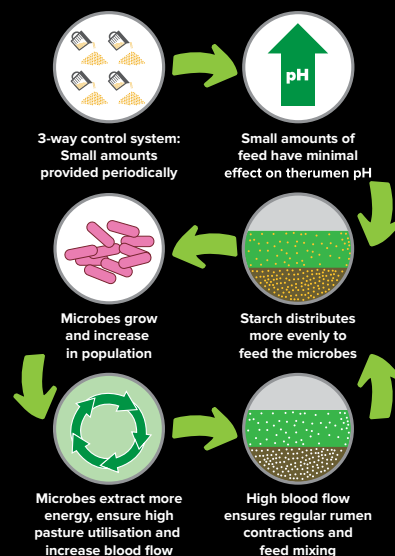 pH
3-way control system:
Small amounts
provided periodically
Small amounts of
feed have minimal
effect on therumen pH
Starch distributes
more evenly to
feed the microbes
Microbes grow
and increase
in population
Microbes extract more
energy, ensure high
pasture utilisation and
increase blood flow
High blood flow
ensures regular rumen
contractions and
feed mixing